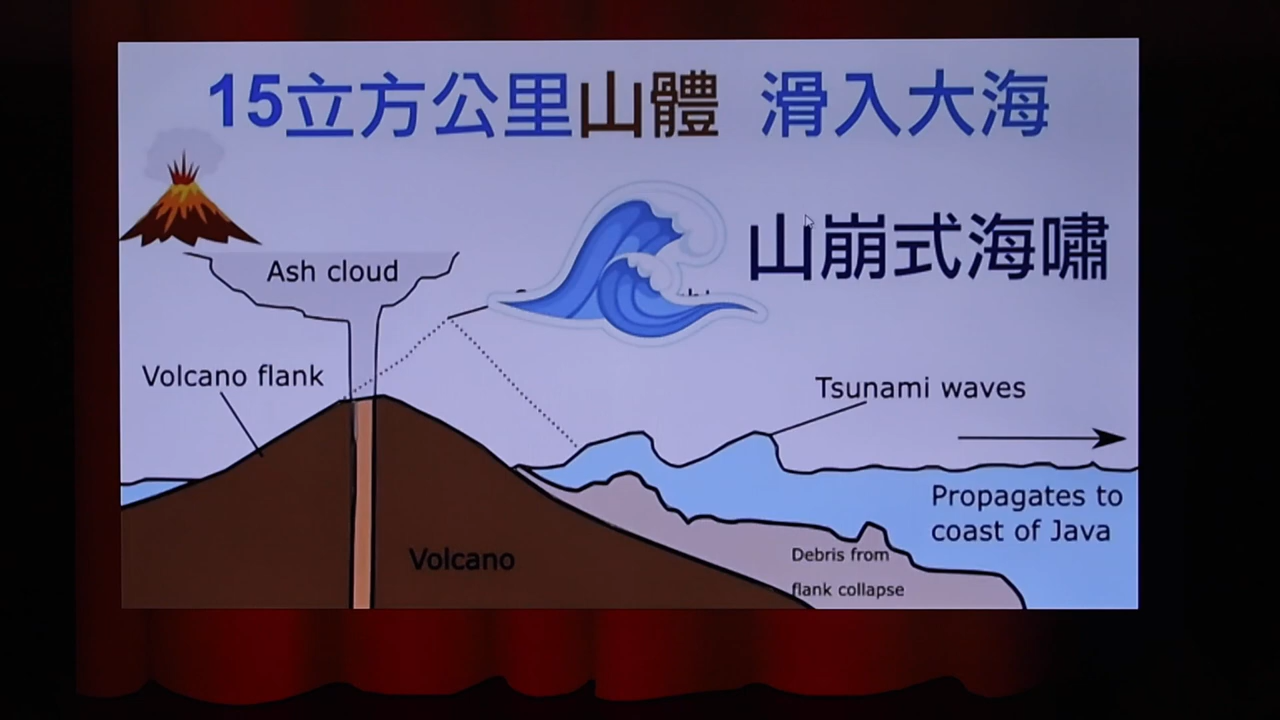 15立方公里山體 滑入大海
山崩式海嘯
Ash cloud
Volcano flank
Tsunami waves
Propagates to
coast of Java
Volcano
Debris from
flank collapse